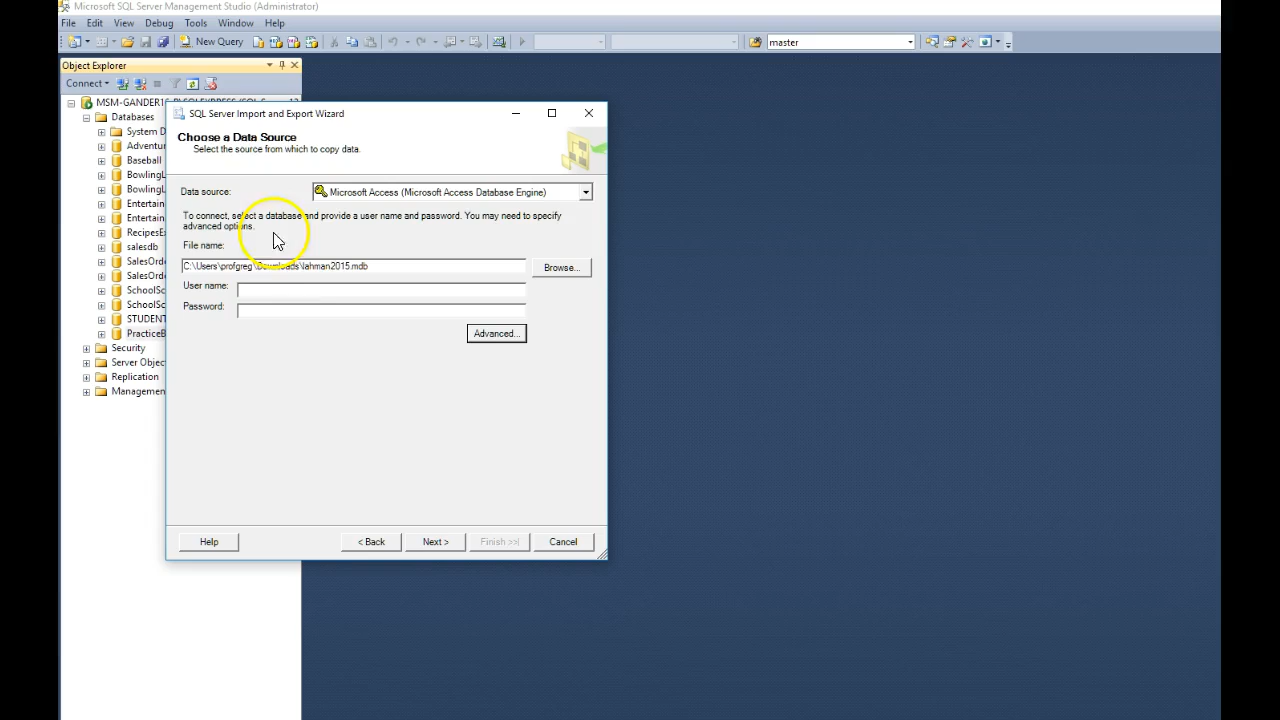 Microsoft SQL Server Management Studio (Administrator)
File Edit View Debug Tools Window Help
New Query master
Object Explorer
Connect
Databases
System D
Adventu
Baseball
BowlingL
BowlingL
Entertain
Entertain
RecipesE
salesdb
SalesOrde
SalesOrde
SchoolSc
SchoolSc
STUDENT
PracticeB
Security
Server Objec
Replication
Managemen
SQL Server Import and Export Wizard
Choose a Data Source
Select the source from which to copy data.
Data source: Microsoft Access (Microsoft Access Database Engine)
To connect, select a database and provide a user name and password. You may need to specify
advanced options.
File name:
C:\Users\profgreg\Downloads\lahman2015.mdb Browse...
User name:
Password:
Advanced...
Help < Back Next > Finish >>| Cancel